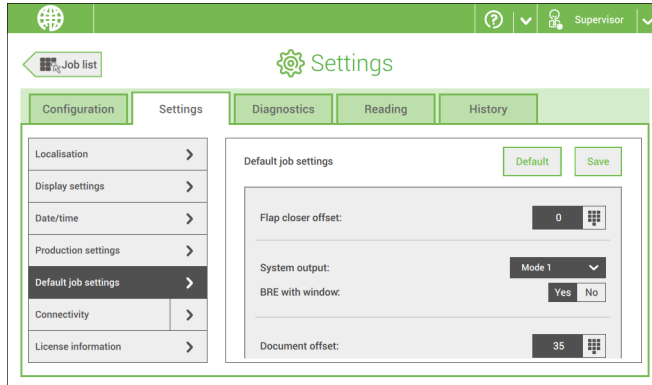 Supervisor
Job list
Settings
Configuration
Settings
Diagnostics
Reading
History
Localisation
Display settings
Date/time
Production settings
Default job settings
Connectivity
License information
Default job settings
Default
Save
Flap closer offset:
0
System output:
Mode 1
BRE with window:
Yes
No
Document offset:
35